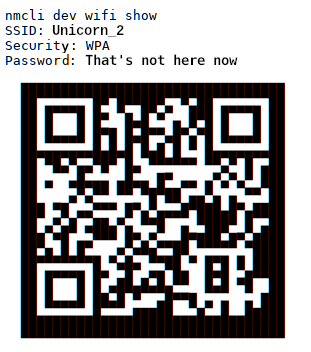 nmcli dev wifi show
SSID: Unicorn_2
Security: WPA
Password: That's not here now